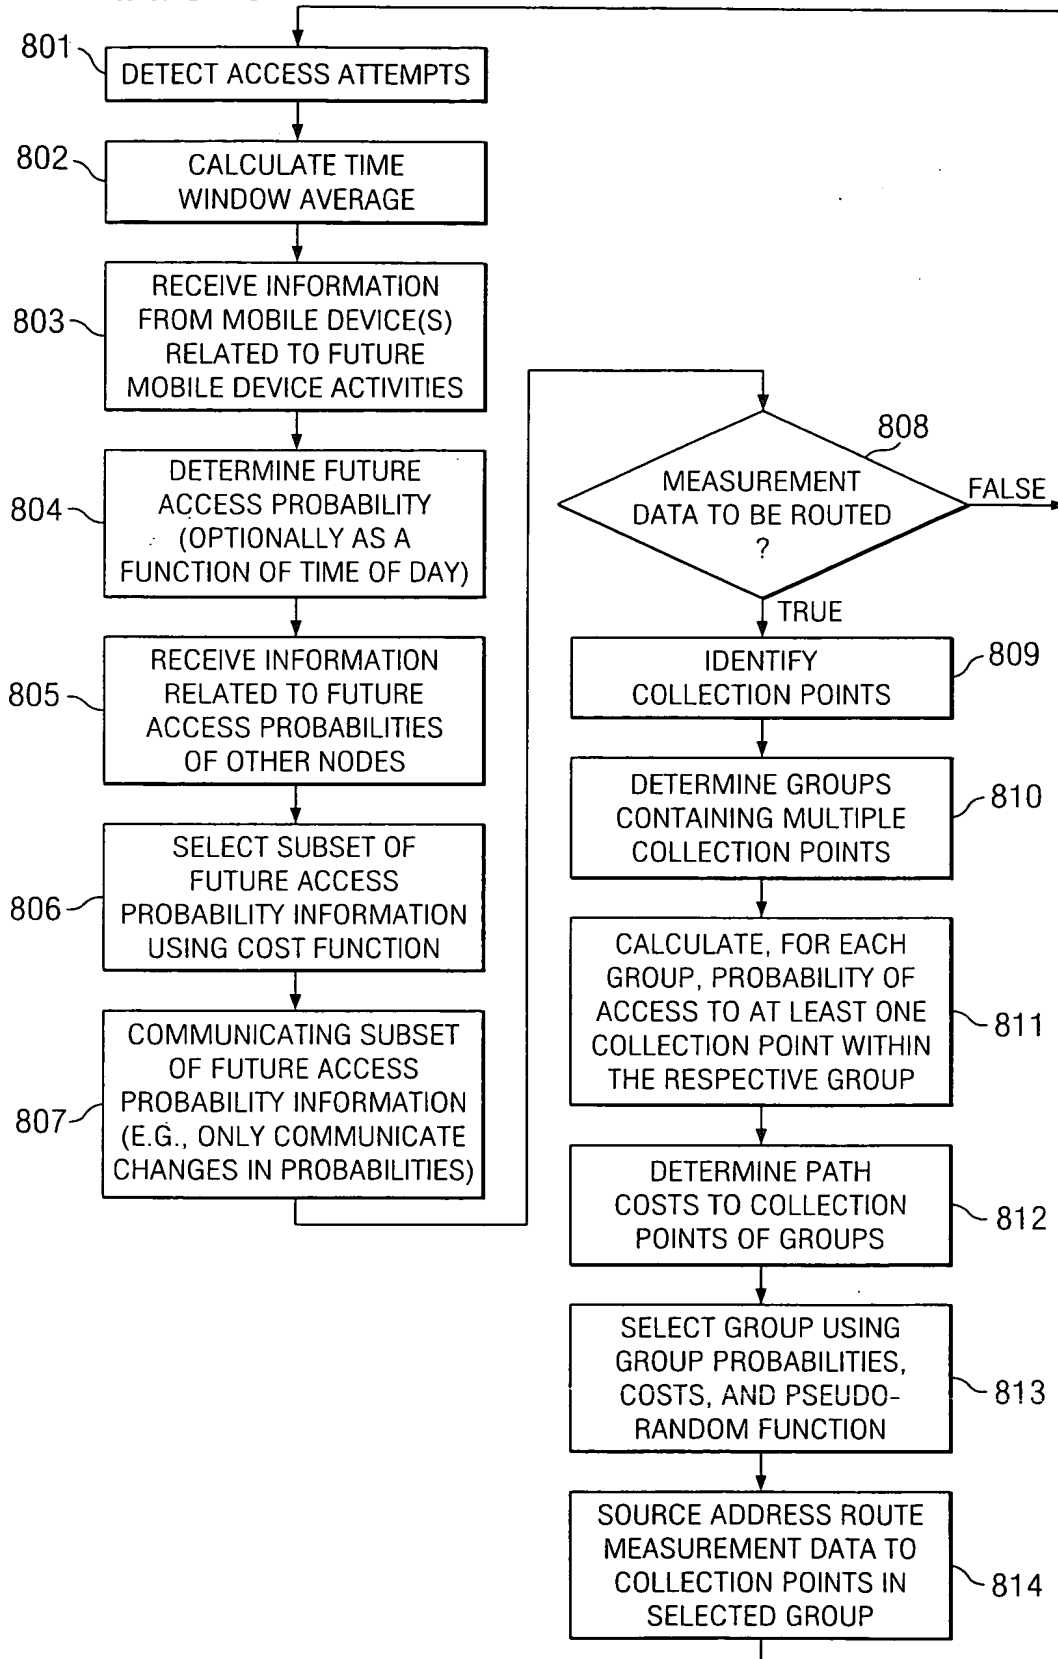 801
DETECT ACCESS ATTEMPTS
802
CALCULATE TIME
WINDOW AVERAGE
803
RECEIVE INFORMATION
FROM MOBILE DEVICE(S)
RELATED TO FUTURE
MOBILE DEVICE ACTIVITIES
804
DETERMINE FUTURE
ACCESS PROBABILITY
(OPTIONALLY AS A
FUNCTION OF TIME OF DAY)
805
RECEIVE INFORMATION
RELATED TO FUTURE
ACCESS PROBABILITIES
OF OTHER NODES
806
SELECT SUBSET OF
FUTURE ACCESS
PROBABILITY INFORMATION
USING COST FUNCTION
807
COMMUNICATING SUBSET
OF FUTURE ACCESS
PROBABILITY INFORMATION
(E.G., ONLY COMMUNICATE
CHANGES IN PROBABILITIES)
808
MEASUREMENT
DATA TO BE ROUTED
?
FALSE
TRUE
IDENTIFY
COLLECTION POINTS
809
DETERMINE GROUPS
CONTAINING MULTIPLE
COLLECTION POINTS
810
CALCULATE, FOR EACH
GROUP, PROBABILITY OF
ACCESS TO AT LEAST ONE
COLLECTION POINT WITHIN
THE RESPECTIVE GROUP
811
DETERMINE PATH
COSTS TO COLLECTION
POINTS OF GROUPS
812
SELECT GROUP USING
GROUP PROBABILITIES,
COSTS, AND PSEUDO-
RANDOM FUNCTION
813
SOURCE ADDRESS ROUTE
MEASUREMENT DATA TO
COLLECTION POINTS IN
SELECTED GROUP
814